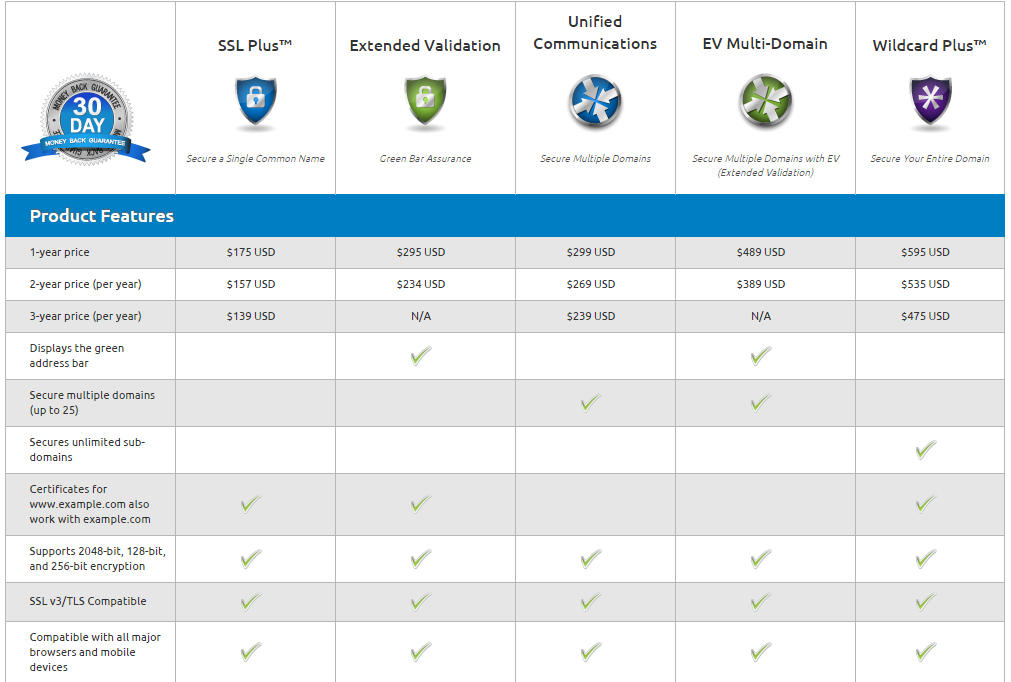 SSL Plus™
Extended Validation
Unified
Communications
EV Multi-Domain
Wildcard Plus™
MONEY BACK GUARANTEE
30
DAY
MONEY BACK GUARANTEE
Secure a Single Common Name
Green Bar Assurance
Secure Multiple Domains
Secure Multiple Domains with EV
(Extended Validation)
Secure Your Entire Domain
Product Features
1-year price $175 USD $295 USD $299 USD $489 USD $595 USD
2-year price (per year) $157 USD $234 USD $269 USD $389 USD $535 USD
3-year price (per year) $139 USD N/A $239 USD N/A $475 USD
Displays the green
address bar
Secure multiple domains
(up to 25)
Secures unlimited sub-
domains
Certificates for
www.example.com also
work with example.com
Supports 2048-bit, 128-bit,
and 256-bit encryption
SSL v3/TLS Compatible
Compatible with all major
browsers and mobile
devices